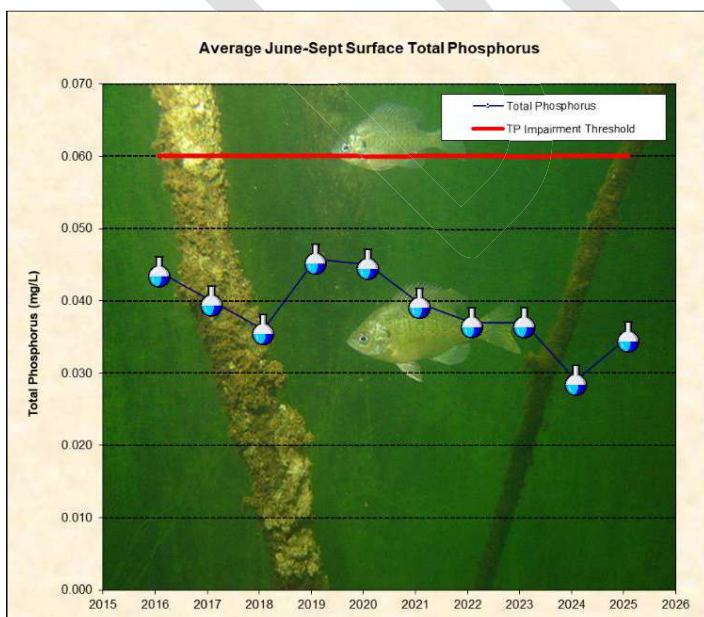 Average June-Sept Surface Total Phosphorus
0.070
0.060
0.050
0.040
0.030
0.020
0.010
0.000
Total Phosphorus (mg/L)
Total Phosphorus
TP Impairment Threshold
2015 2016 2017 2018 2019 2020 2021 2022 2023 2024 2025 2026